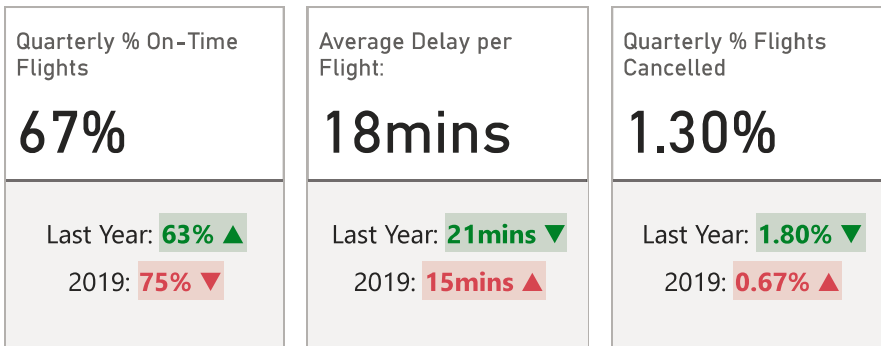 Quarterly % On-Time
Flights
67%
Last Year: 63% ▲
2019: 75% ▼
Average Delay per
Flight:
18mins
Last Year: 21mins ▼
2019: 15mins ▲
Quarterly % Flights
Cancelled
1.30%
Last Year: 1.80% ▼
2019: 0.67% ▲